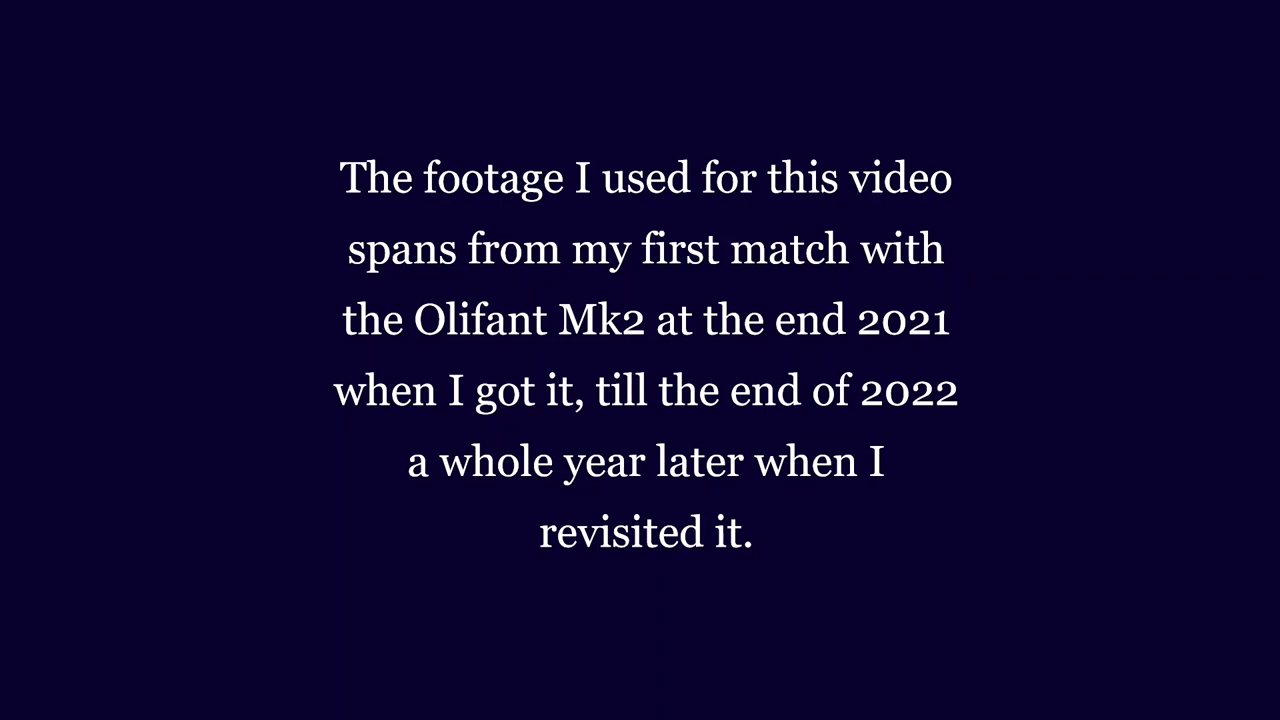 The footage I used for this video
spans from my first match with
the Olifant Mk2 at the end 2021
when I got it, till the end of 2022
a whole year later when I
revisited it.